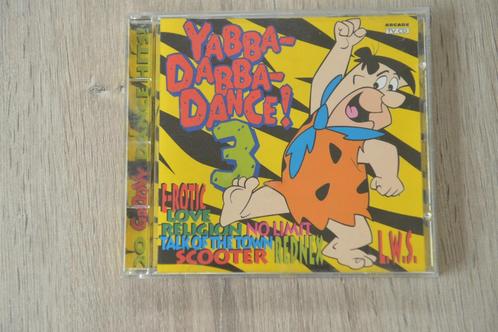 ARCADE
TV-CD
YABBA-
DABBA-
DANCE!
3
E-ROTIC
LOVE
RELIGION NO LIMIT
TALK OF THE TOWN
SCOOTER REDNEX L.W.S.